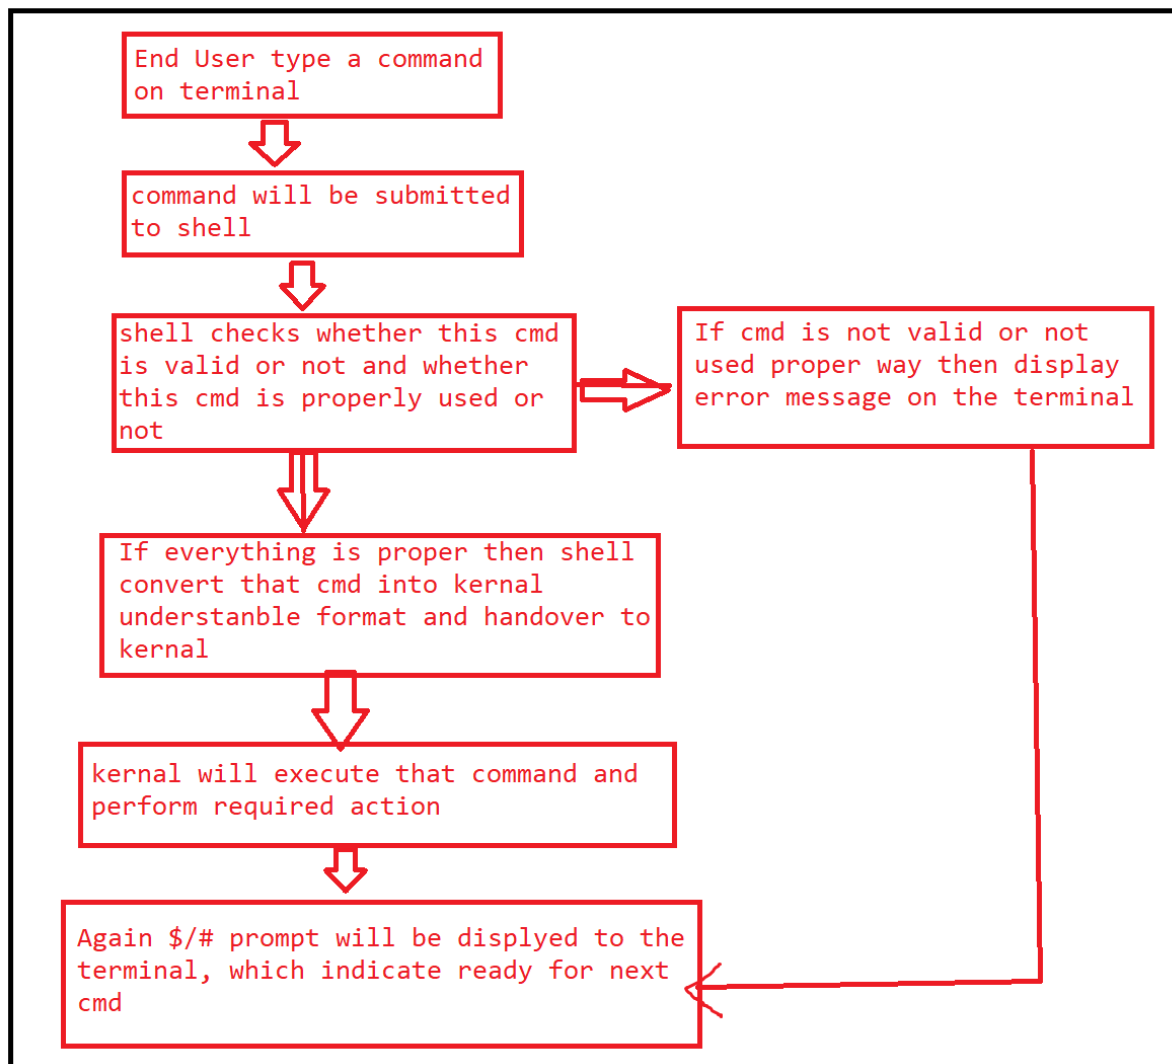 End User type a command
on terminal
command will be submitted
to shell
shell checks whether this cmd
is valid or not and whether
this cmd is properly used or
not
If cmd is not valid or not
used proper way then display
error message on the terminal
If everything is proper then shell
convert that cmd into kernal
understanble format and handover to
kernal
kernal will execute that command and
perform required action
Again $/# prompt will be displyed to the
terminal, which indicate ready for next
cmd